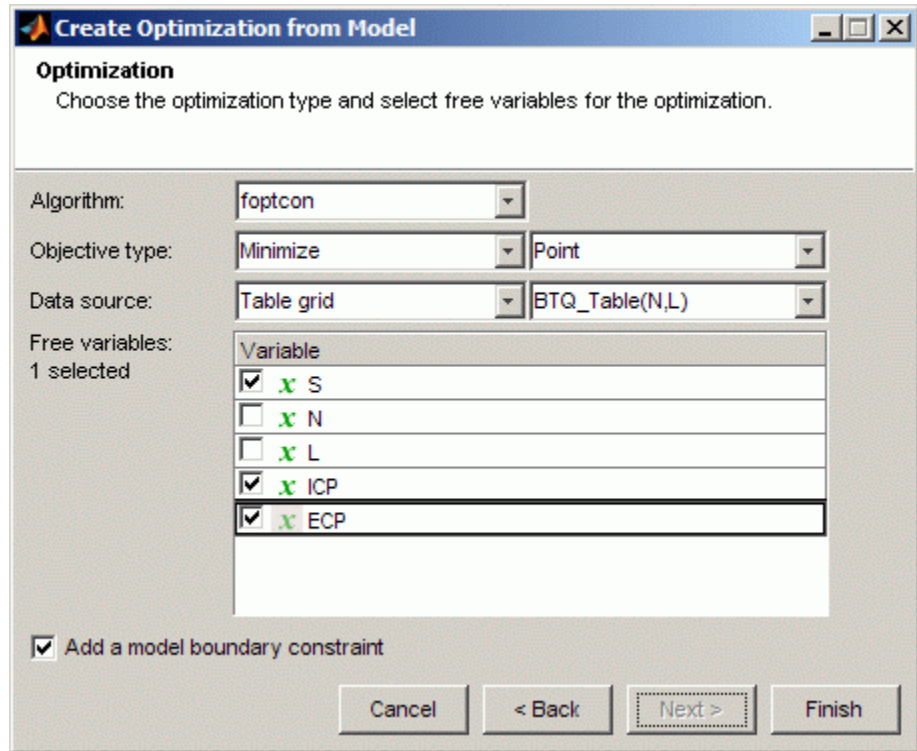 Create Optimization from Model
Optimization
Choose the optimization type and select free variables for the optimization.
Algorithm: foptcon
Objective type: Minimize Point
Data source: Table grid BTQ_Table(N,L)
Free variables:
1 selected
Variable
x S
x N
x L
x ICP
x ECP
Add a model boundary constraint
Cancel < Back Next > Finish